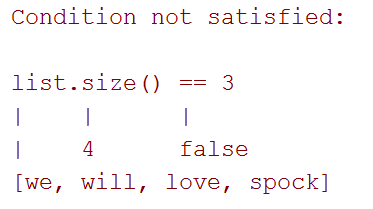 Condition not satisfied:
list.size() == 3
|    |      |
|    4      false
[we, will, love, spock]